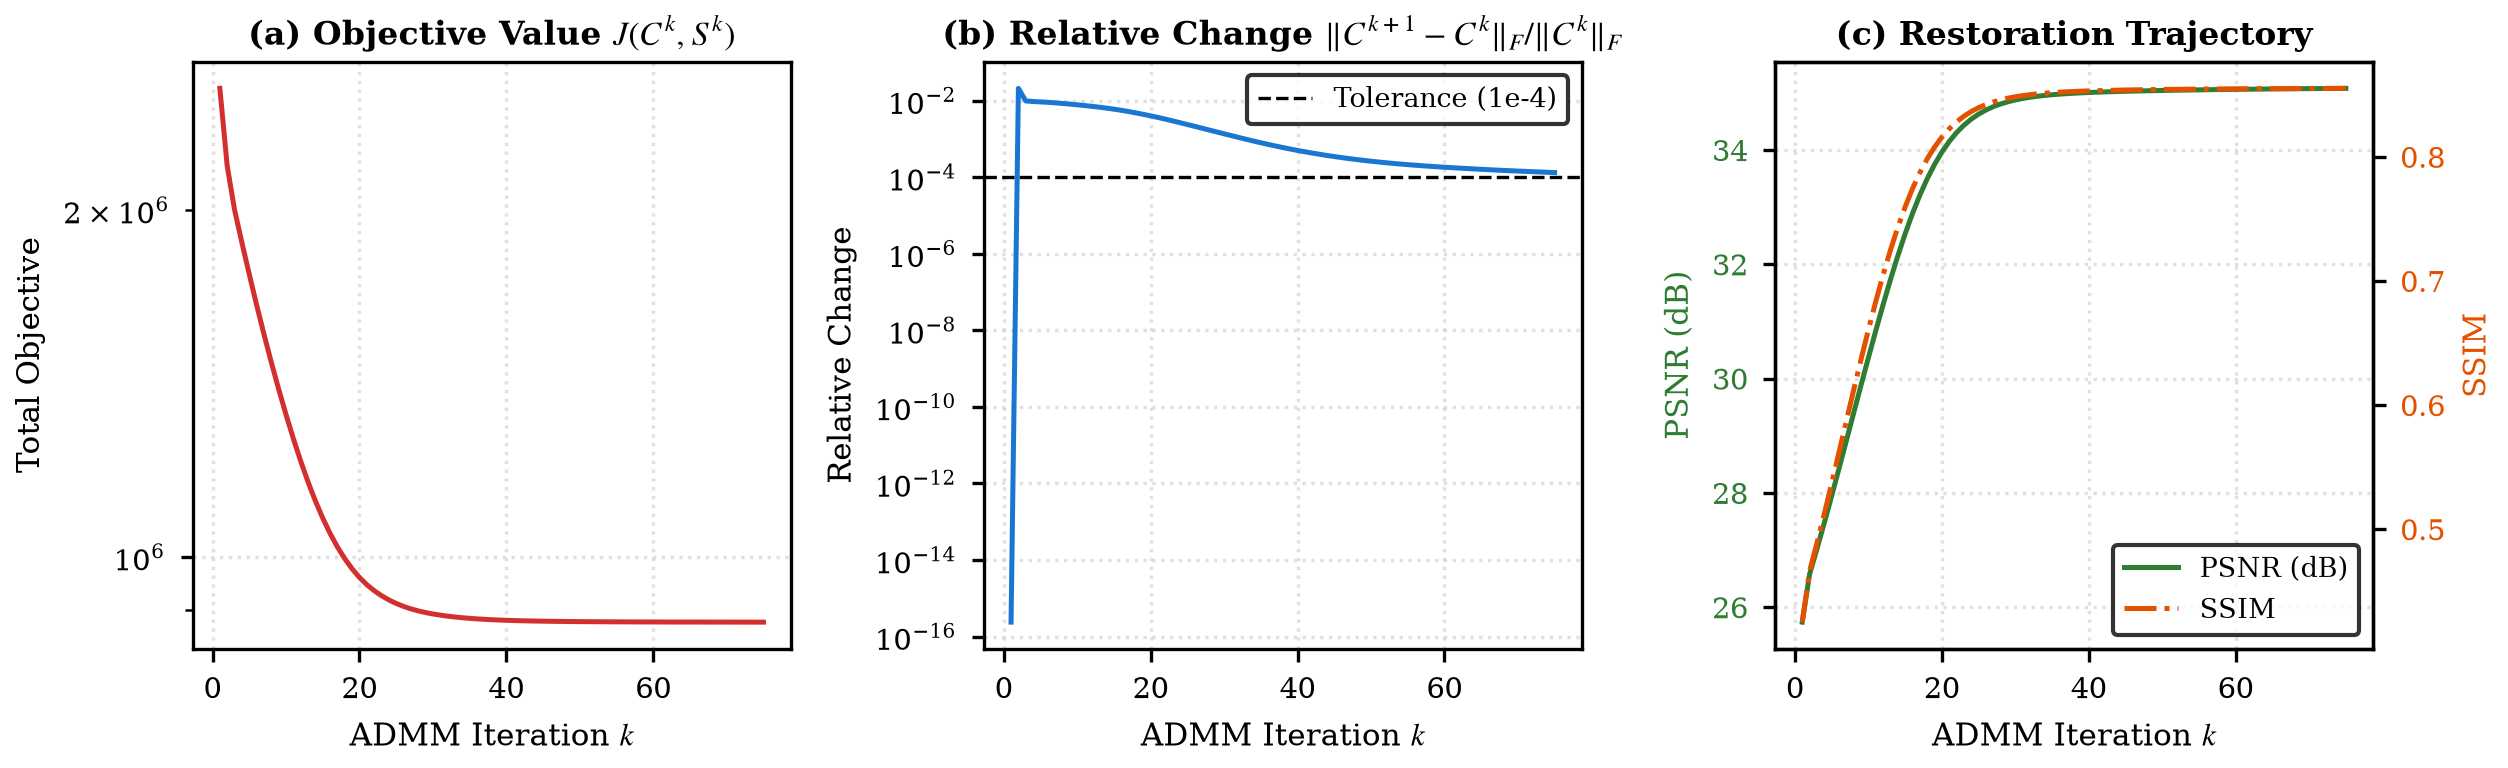 (a) Objective Value J(C^k, S^k)
2 × 10^6
10^6
Total Objective
0 20 40 60
ADMM Iteration k
(b) Relative Change ‖C^{k+1} − C^k‖_F/‖C^k‖_F
Tolerance (1e-4)
10^−2
10^−4
10^−6
10^−8
10^−10
10^−12
10^−14
10^−16
Relative Change
0 20 40 60
ADMM Iteration k
(c) Restoration Trajectory
34
32
30
28
26
PSNR (dB)
0.8
0.7
0.6
0.5
SSIM
PSNR (dB)
SSIM
0 20 40 60
ADMM Iteration k